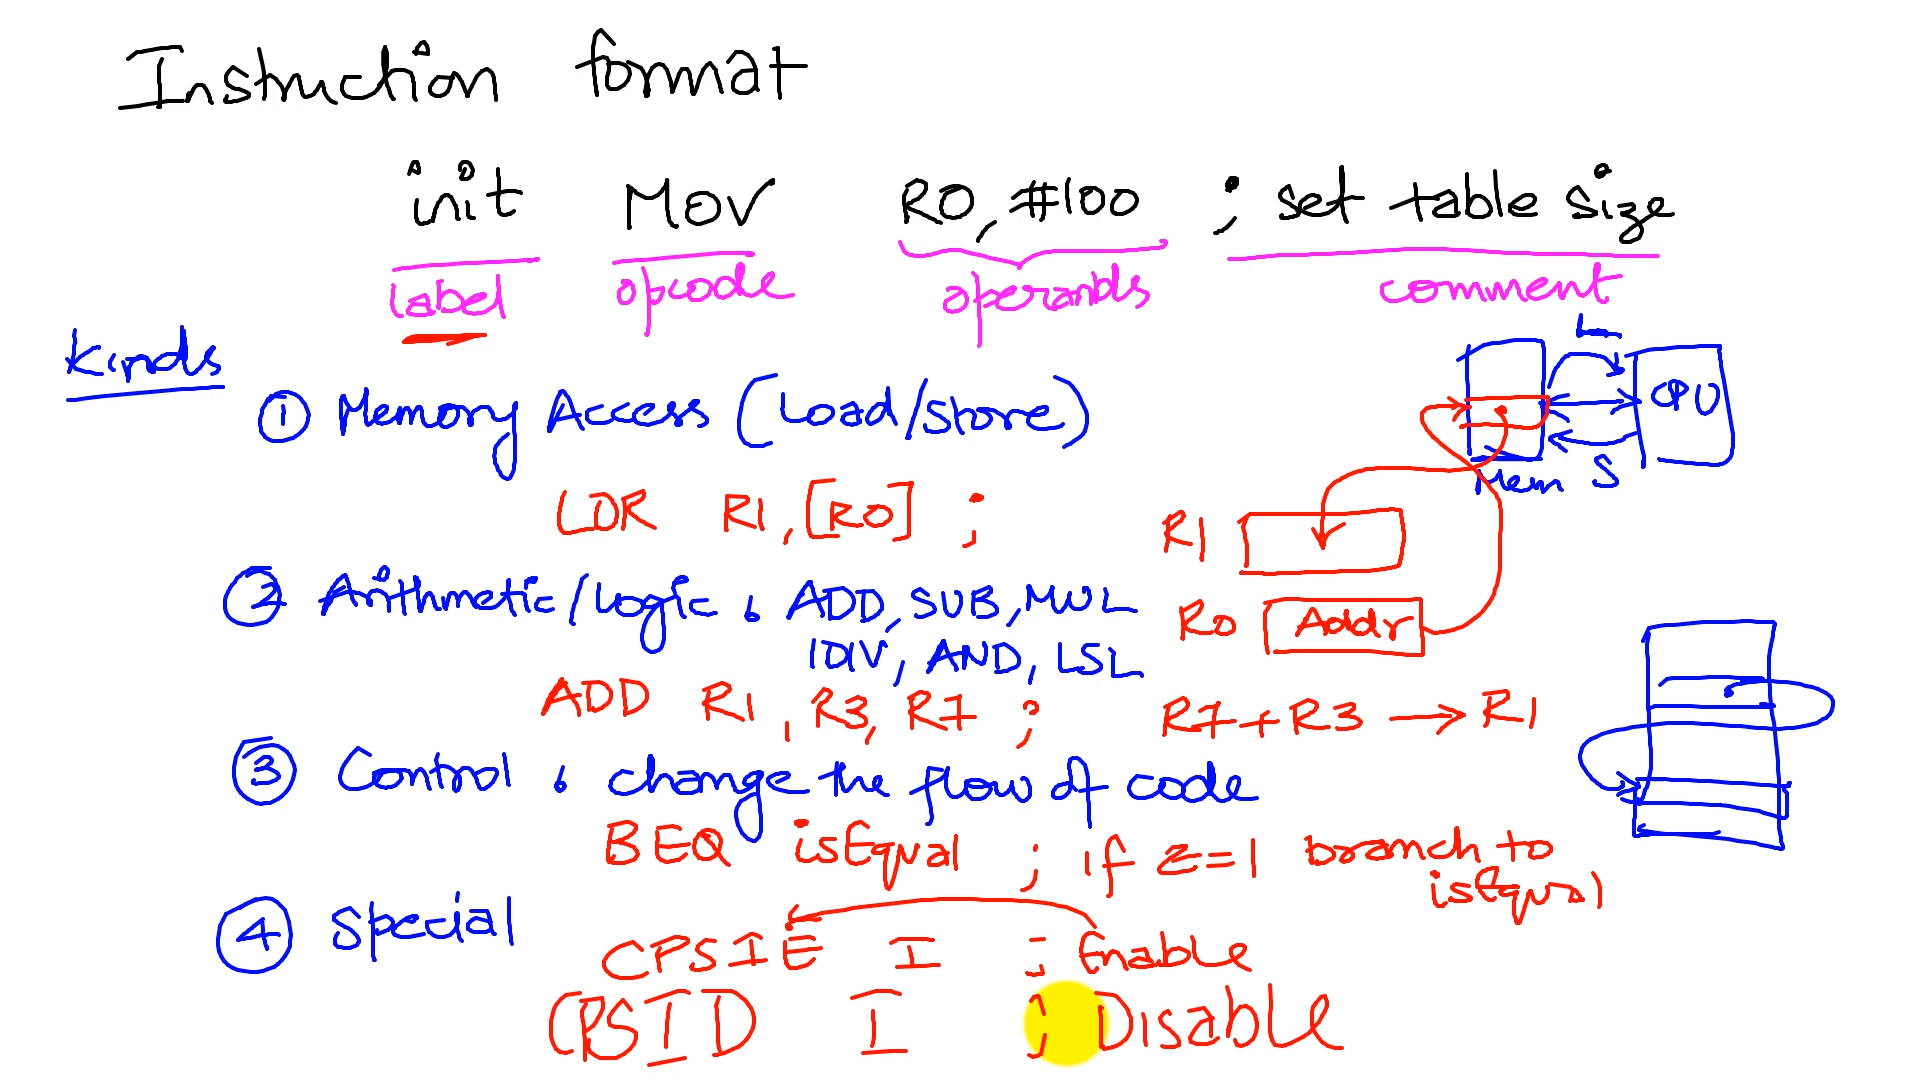 Instruction format
init MOV R0, #100 ; set table size
label opcode operands comment
Kinds
① Memory Access (Load/Store)
L
CPU
Mem S
LDR R1, [R0] ;
R1
② Arithmetic/Logic : ADD, SUB, MUL
R0 Addr
IDIV, AND, LSL
ADD R1, R3, R7 ; R7+R3 → R1
③ Control : change the flow of code
BEQ isEqual ; if Z=1 branch to
isEqual
④ Special
CPSIE I ; Enable
CPSID I ; Disable